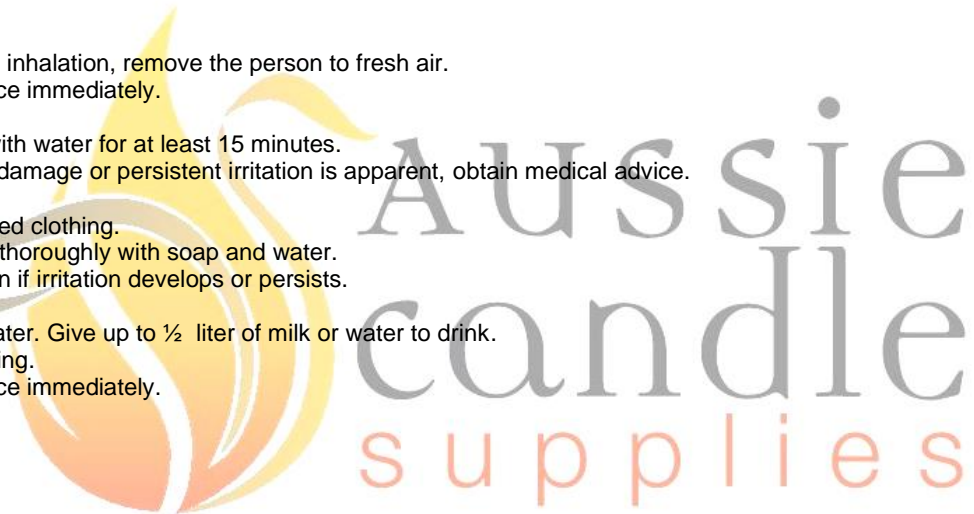 inhalation, remove the person to fresh air.
ce immediately.
ith water for at least 15 minutes.
damage or persistent irritation is apparent, obtain medical advice.
ed clothing.
thoroughly with soap and water.
n if irritation develops or persists.
ater. Give up to ½ liter of milk or water to drink.
ing.
ce immediately.
Aussie
candle
supplies